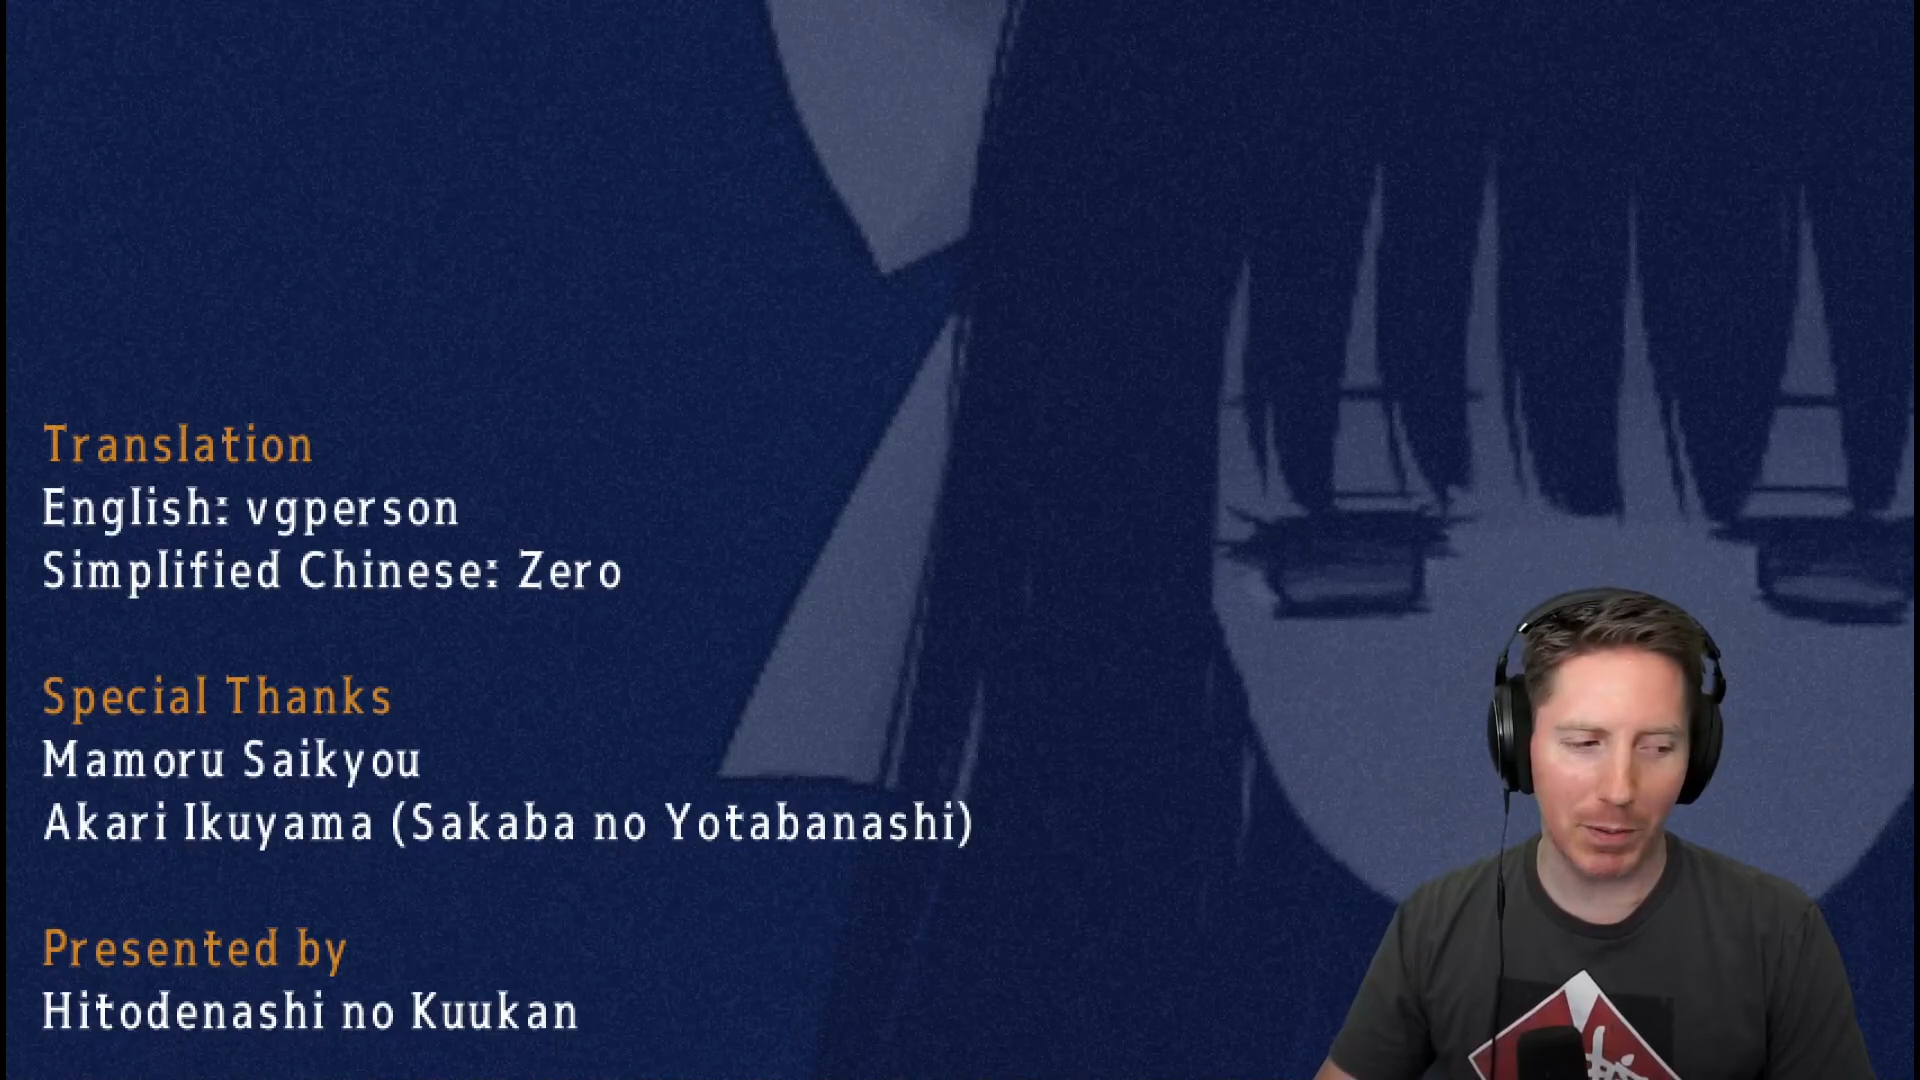 Translation
English: vgperson
Simplified Chinese: Zero
Special Thanks
Mamoru Saikyou
Akari Ikuyama (Sakaba no Yotabanashi)
Presented by
Hitodenashi no Kuukan